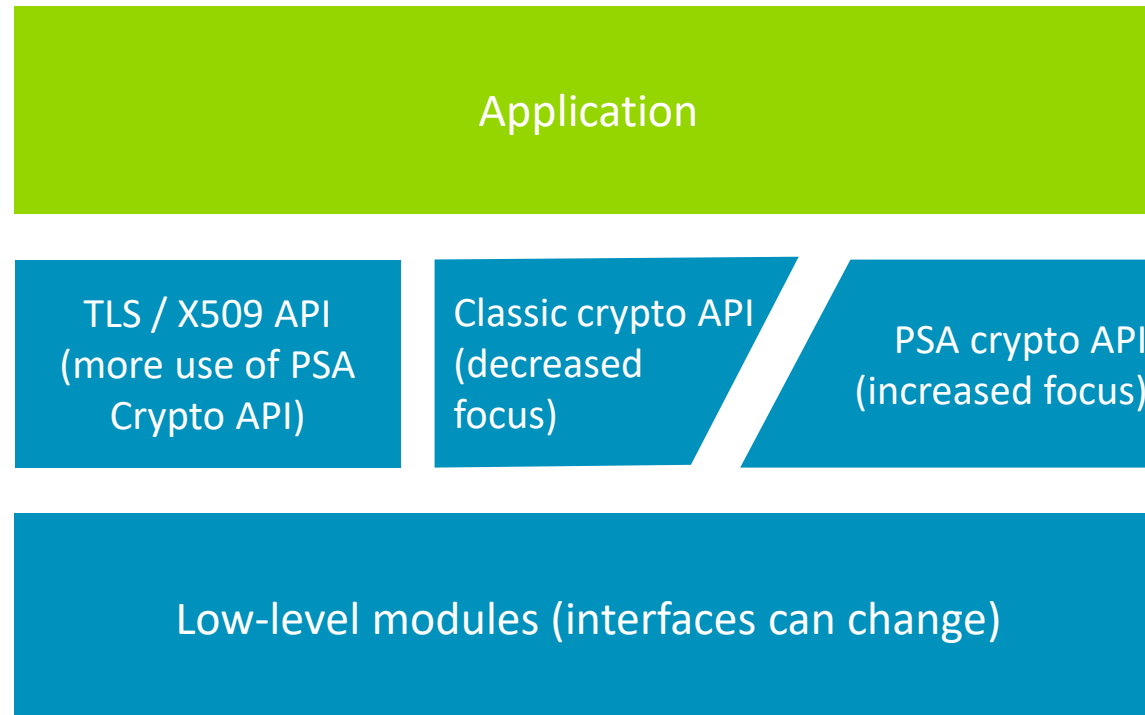 Application
TLS / X509 API
(more use of PSA
Crypto API)
Classic crypto API
(decreased
focus)
PSA crypto API
(increased focus)
Low-level modules (interfaces can change)